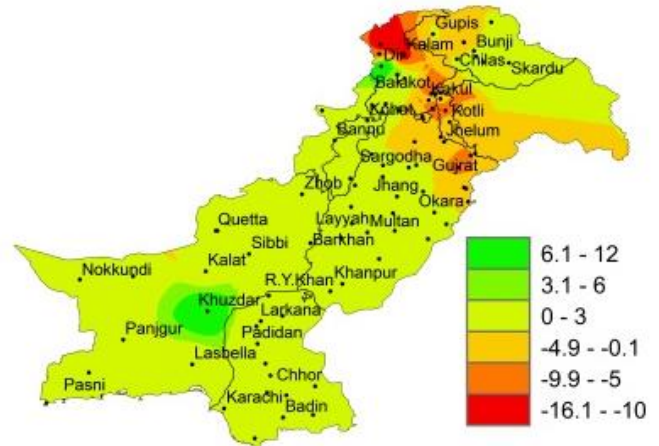 Gupis
Kalam
Bunji
Dir
Chilas
Skardu
Balakot
Kakul
Kohat
Kotli
Bannu
Jhelum
Sargodha
Gujrat
Zhob
Jhang
Okara
Quetta
Layyah
Multan
Sibbi
Barkhan
Kalat
Nokkundi
R.Y.Khan
Khanpur
Khuzdar
Larkana
Panjgur
Padidan
Lasbella
Pasni
Chhor
Karachi
Badin
6.1 - 12
3.1 - 6
0 - 3
-4.9 - -0.1
-9.9 - -5
-16.1 - -10